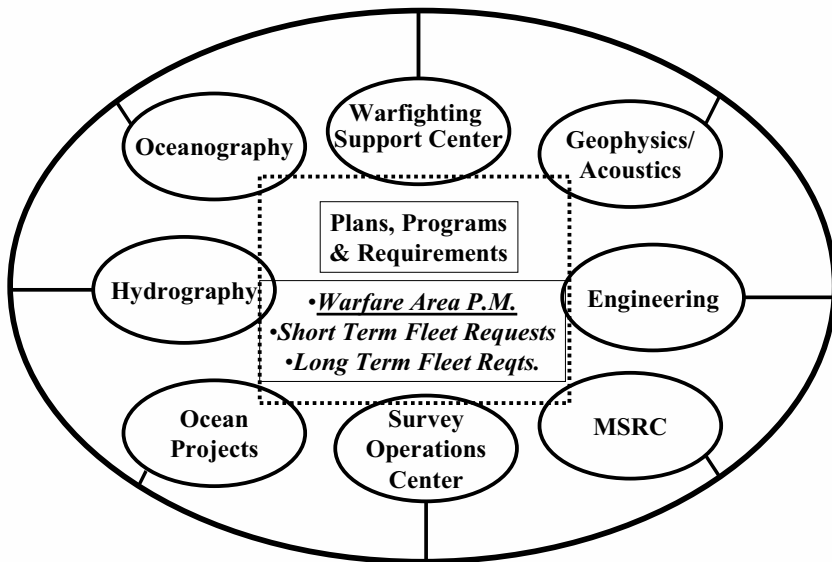 Warfighting
Support Center
Oceanography
Geophysics/
Acoustics
Plans, Programs
& Requirements
Hydrography
•Warfare Area P.M.
•Short Term Fleet Requests
•Long Term Fleet Reqts.
Engineering
Ocean
Projects
Survey
Operations
Center
MSRC